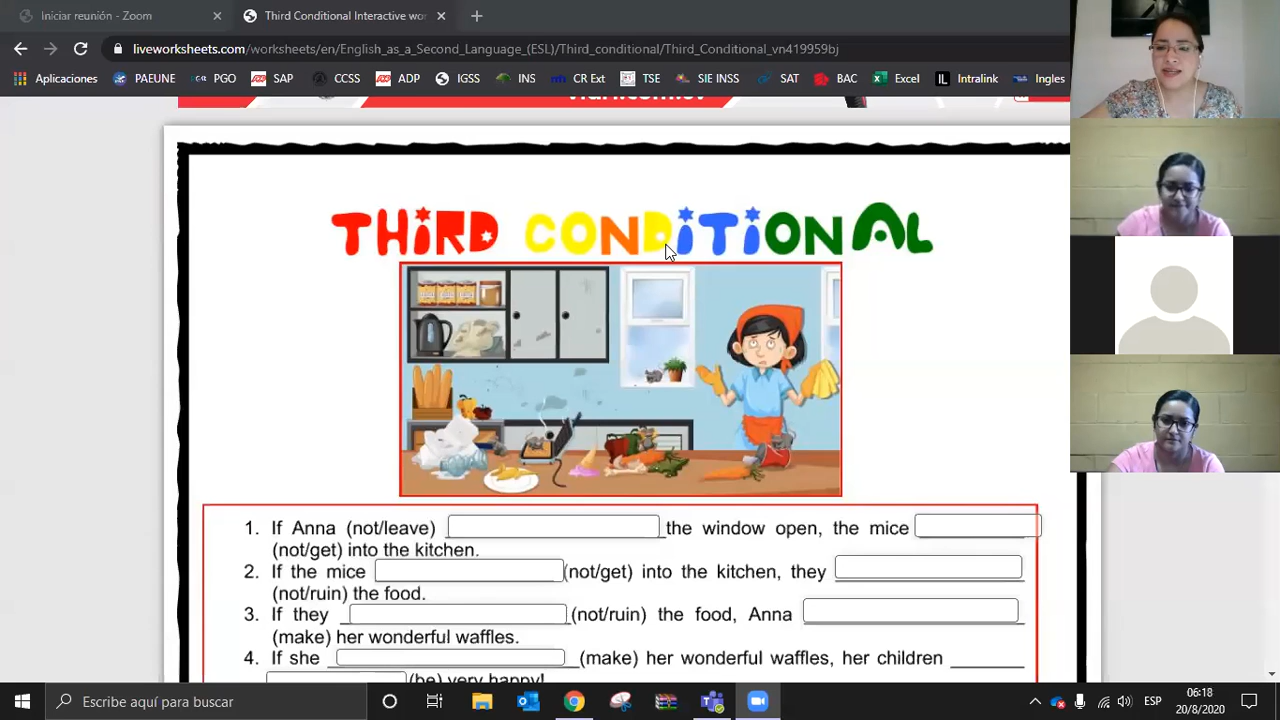 Iniciar reunión - Zoom
Third Conditional Interactive wor
liveworksheets.com/worksheets/en/English_as_a_Second_Language_(ESL)/Third_conditional/Third_Conditional_vn419959bj
Aplicaciones PAEUNE PGO SAP CCSS ADP IGSS INS CR Ext TSE SIE INSS SAT BAC Excel Intralink Ingles
THIRD CONDITIONAL
1. If Anna (not/leave) the window open, the mice
(not/get) into the kitchen.
2. If the mice (not/get) into the kitchen, they
(not/ruin) the food.
3. If they (not/ruin) the food, Anna
(make) her wonderful waffles.
4. If she (make) her wonderful waffles, her children
(be) very happy!
Escribe aquí para buscar
ESP
06:18
20/8/2020